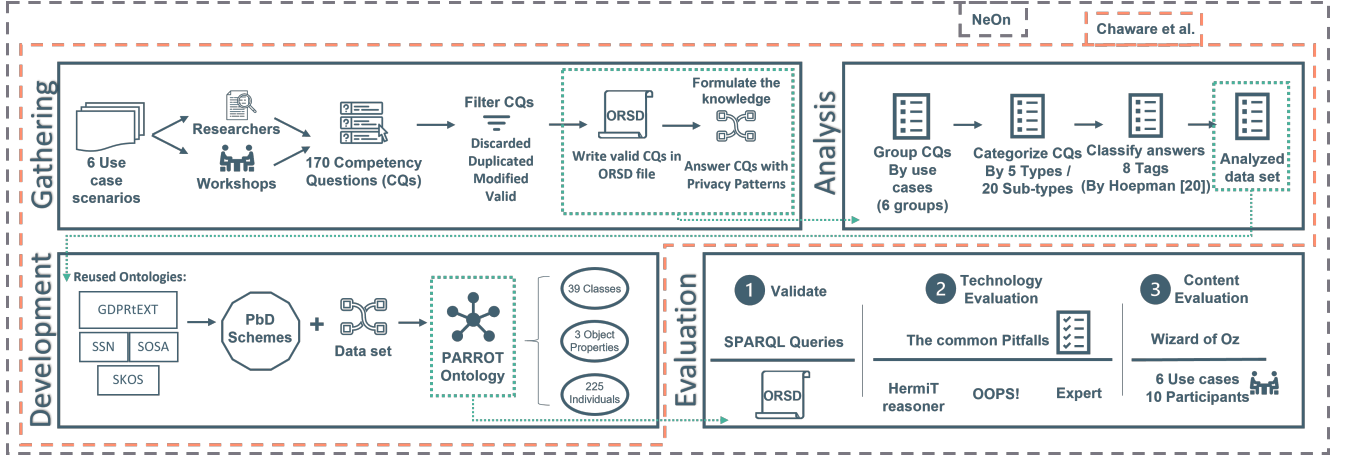 NeOn
Chaware et al.
Gathering
6 Use
case
scenarios
Researchers
Workshops
170 Competency
Questions (CQs)
Filter CQs
Discarded
Duplicated
Modified
Valid
ORSD
Write valid CQs in
ORSD file
Formulate the
knowledge
Answer CQs with
Privacy Patterns
Analysis
Group CQs
By use
cases
(6 groups)
Categorize CQs
By 5 Types /
20 Sub-types
Classify answers
8 Tags
(By Hoepman [20])
Analyzed
data set
Development
Reused Ontologies:
GDPRtEXT
SSN
SOSA
SKOS
PbD
Schemes
+
Data set
PARROT
Ontology
39 Classes
3 Object
Properties
225
Individuals
Evaluation
1 Validate
SPARQL Queries
ORSD
2 Technology
Evaluation
The common Pitfalls
HermiT
reasoner
OOPS!
Expert
3 Content
Evaluation
Wizard of Oz
6 Use cases
10 Participants